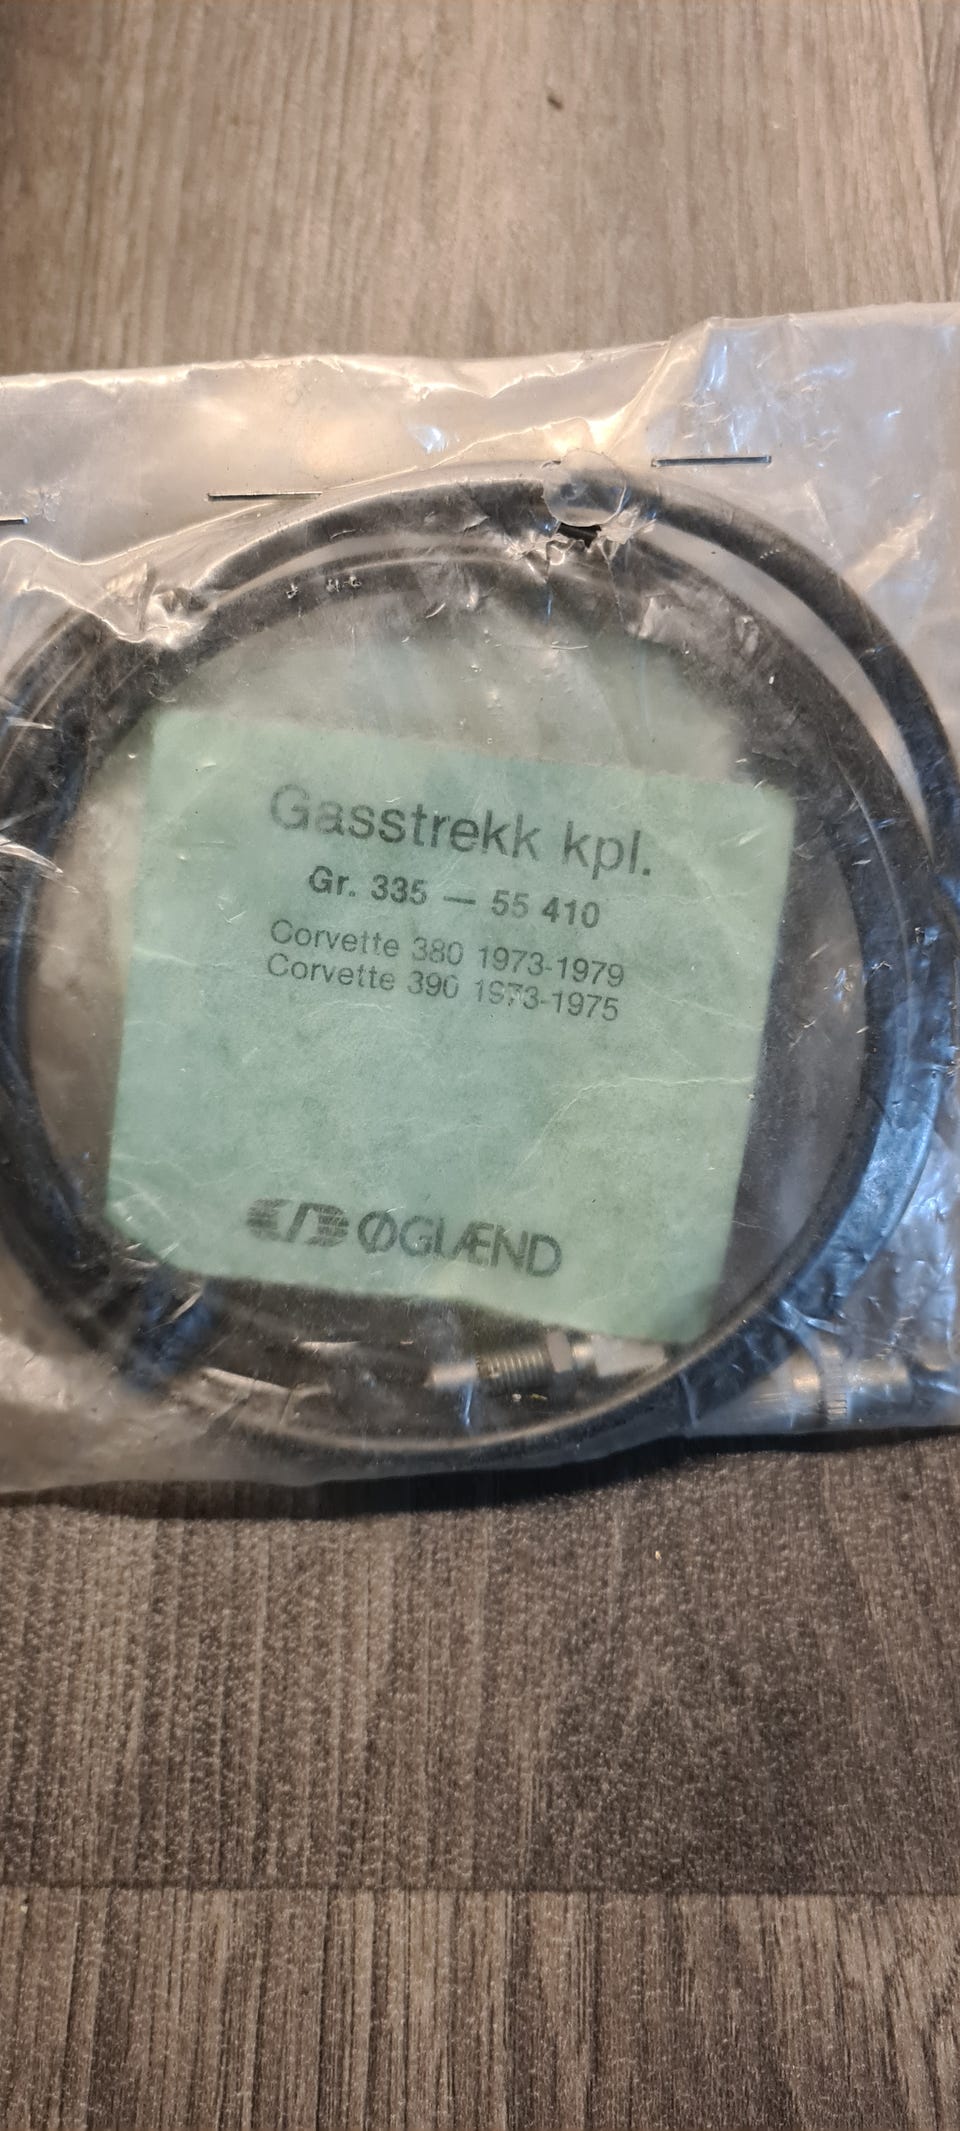 Gasstrekk kpl.
Gr. 335 — 55 410
Corvette 380 1973-1979
Corvette 390 1973-1975
ØGLÆND